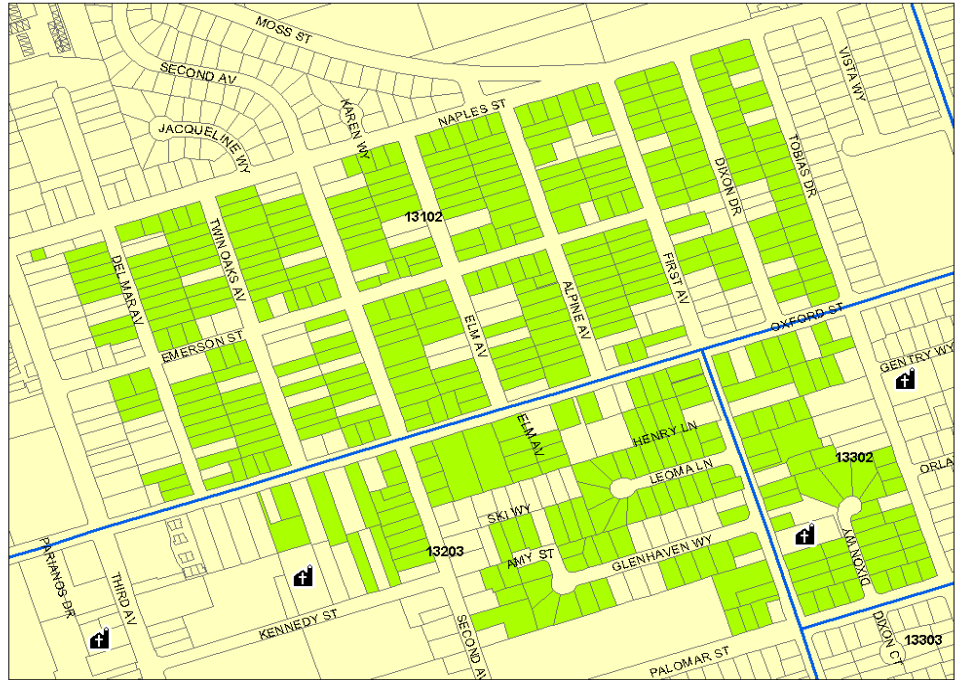 MOSS ST
SECOND AV
VISTA WY
KAREN WY
NAPLES ST
JACQUELINE WY
TOBIAS DR
DIXON DR
13102
TWIN OAKS AV
DEL MAR AV
FIRST AV
ALPINE AV
ELM AV
OXFORD ST
EMERSON ST
GENTRY WY
ELM AV
HENRY LN
13302
LEOMA LN
ORLA
SKI WY
DIXON WY
13203
AMY ST
GLENHAVEN WY
PARIANOS DR
THIRD AV
KENNEDY ST
SECOND AV
DIXON CT
13303
PALOMAR ST